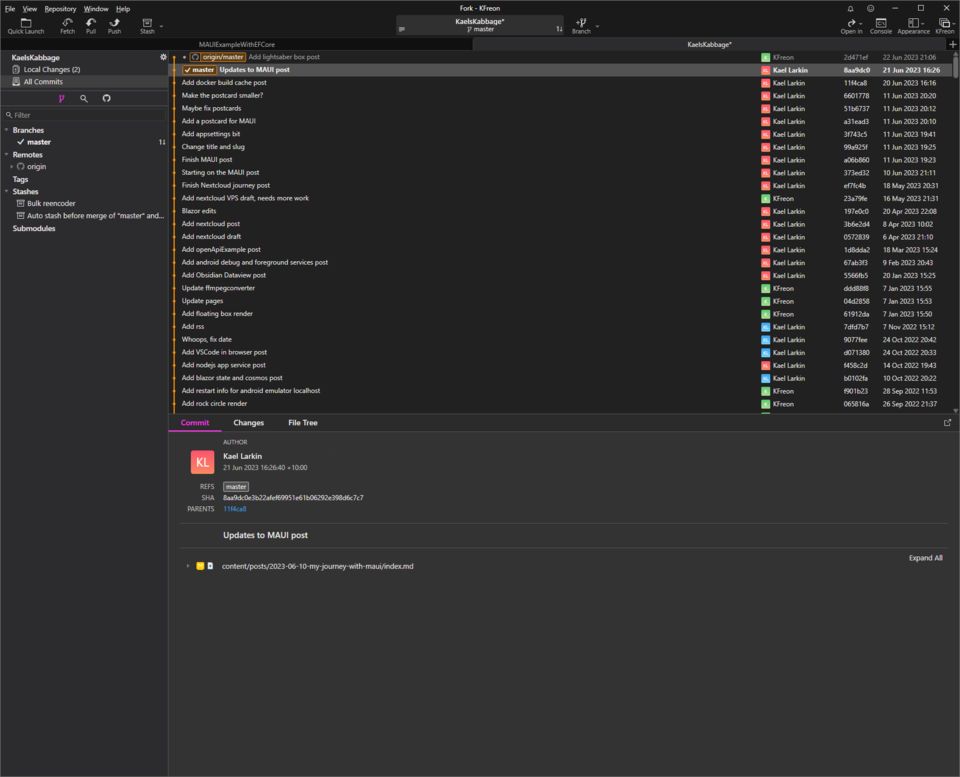 Fork - KFreon
File View Repository Window Help
Quick Launch Fetch Pull Push Stash
KaelsKabbage*
master 1↓
Branch
Open in Console Appearance KFreon
MAUIExampleWithEFCore KaelsKabbage*
KaelsKabbage
Local Changes (2)
All Commits
Filter
Branches
master 1↓
Remotes
origin
Tags
Stashes
Bulk reencoder
Auto stash before merge of "master" and...
Submodules
origin/master Add lightsaber box post K KFreon 2d471ef 22 Jun 2023 21:06
master Updates to MAUI post KL Kael Larkin 8aa9dc0 21 Jun 2023 16:26
Add docker build cache post KL Kael Larkin 11f4ca8 20 Jun 2023 16:16
Make the postcard smaller? KL Kael Larkin 6601778 11 Jun 2023 20:20
Maybe fix postcards KL Kael Larkin 51b6737 11 Jun 2023 20:12
Add a postcard for MAUI KL Kael Larkin a31ead3 11 Jun 2023 20:10
Add appsettings bit KL Kael Larkin 3f743c5 11 Jun 2023 19:41
Change title and slug KL Kael Larkin 99a925f 11 Jun 2023 19:25
Finish MAUI post KL Kael Larkin a06b860 11 Jun 2023 19:23
Starting on the MAUI post KL Kael Larkin 373ed32 10 Jun 2023 21:11
Finish Nextcloud journey post KL Kael Larkin ef7fc4b 18 May 2023 20:31
Add nextcloud VPS draft, needs more work K KFreon 23a79fe 16 May 2023 21:31
Blazor edits KL Kael Larkin 197e0c0 20 Apr 2023 22:08
Add nextcloud post KL Kael Larkin 3b6e2d4 8 Apr 2023 10:02
Add nextcloud draft KL Kael Larkin 0572839 6 Apr 2023 21:10
Add openApiExample post KL Kael Larkin 1d8dda2 18 Mar 2023 15:24
Add android debug and foreground services post KL Kael Larkin 67ab3f3 9 Feb 2023 20:43
Add Obsidian Dataview post KL Kael Larkin 5566fb5 20 Jan 2023 15:25
Update ffmpegconverter K KFreon ddd88f8 7 Jan 2023 15:55
Update pages K KFreon 04d2858 7 Jan 2023 15:53
Add floating box render K KFreon 61912da 7 Jan 2023 15:50
Add rss KL Kael Larkin 7dfd7b7 7 Nov 2022 15:12
Whoops, fix date KL Kael Larkin 9077fee 24 Oct 2022 20:42
Add VSCode in browser post KL Kael Larkin d071380 24 Oct 2022 20:33
Add nodejs app service post KL Kael Larkin f458c2d 14 Oct 2022 19:43
Add blazor state and cosmos post KL Kael Larkin b0102fa 10 Oct 2022 20:22
Add restart info for android emulator localhost K KFreon f901b23 28 Sep 2022 11:53
Add rock circle render K KFreon 065816a 26 Sep 2022 21:37
Commit Changes File Tree
AUTHOR
KL Kael Larkin
21 Jun 2023 16:26:40 +10:00
REFS master
SHA 8aa9dc0e3b22afef69951e61b06292e398d6c7c7
PARENTS 11f4ca8
Updates to MAUI post
Expand All
content/posts/2023-06-10-my-journey-with-maui/index.md